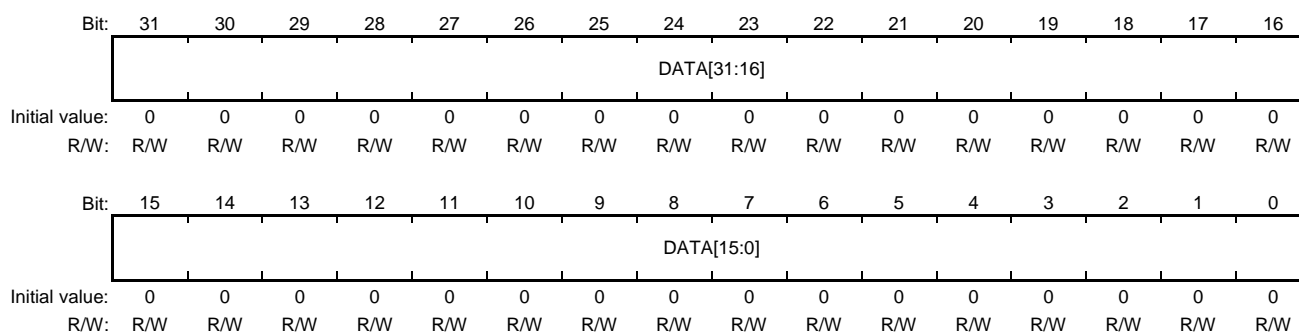 Bit: 31 30 29 28 27 26 25 24 23 22 21 20 19 18 17 16
DATA[31:16]
Initial value: 0 0 0 0 0 0 0 0 0 0 0 0 0 0 0 0
R/W: R/W R/W R/W R/W R/W R/W R/W R/W R/W R/W R/W R/W R/W R/W R/W R/W
Bit: 15 14 13 12 11 10 9 8 7 6 5 4 3 2 1 0
DATA[15:0]
Initial value: 0 0 0 0 0 0 0 0 0 0 0 0 0 0 0 0
R/W: R/W R/W R/W R/W R/W R/W R/W R/W R/W R/W R/W R/W R/W R/W R/W R/W